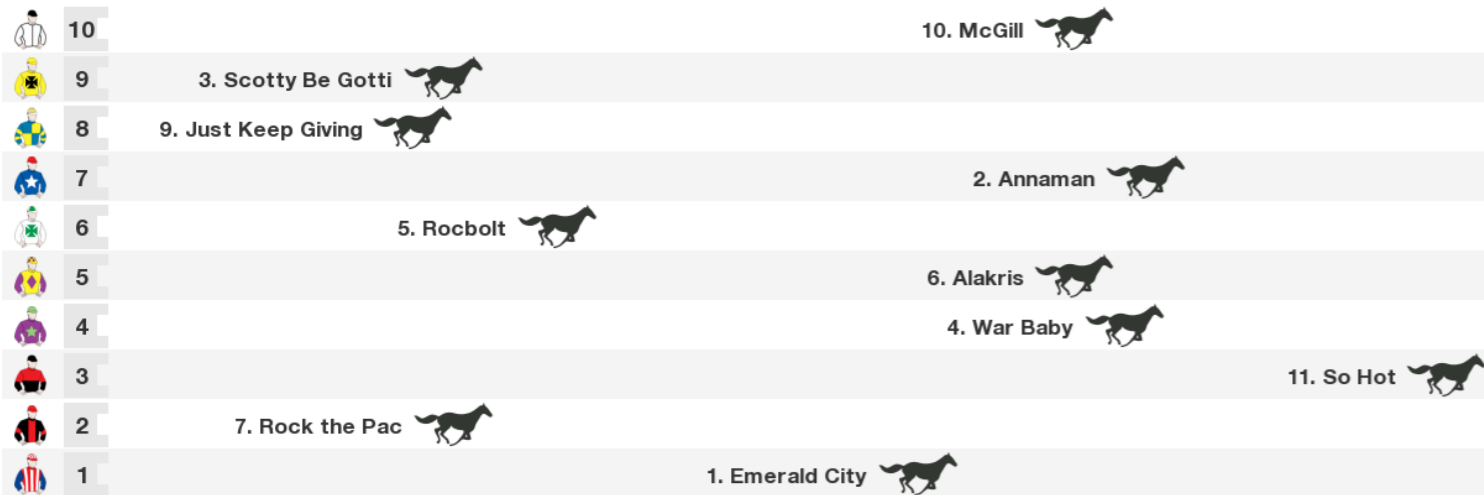 10 10. McGill
9 3. Scotty Be Gotti
8 9. Just Keep Giving
7 2. Annaman
6 5. Rocbolt
5 6. Alakris
4 4. War Baby
3 11. So Hot
2 7. Rock the Pac
1 1. Emerald City